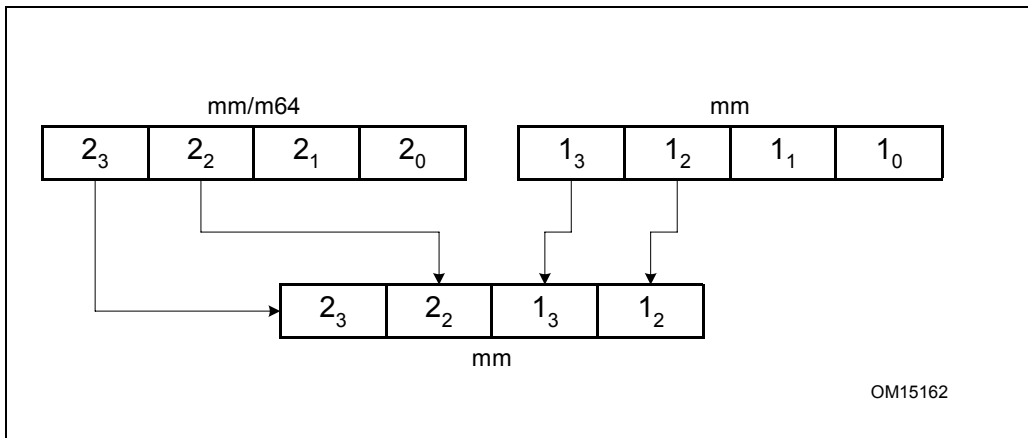 mm/m64 mm
2₃ 2₂ 2₁ 2₀ 1₃ 1₂ 1₁ 1₀
2₃ 2₂ 1₃ 1₂
mm
OM15162